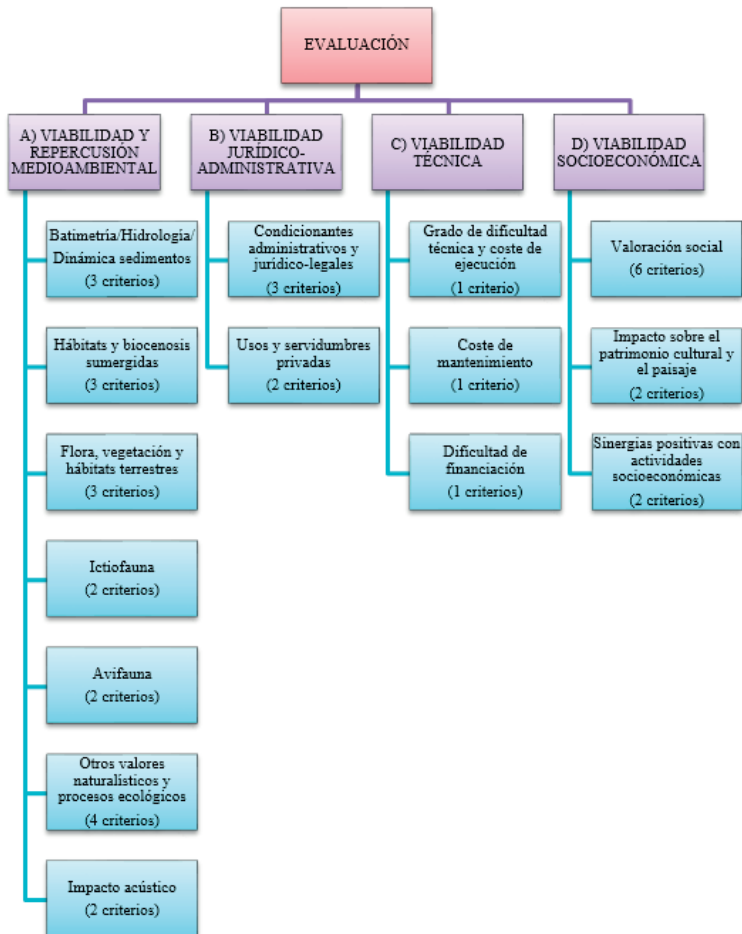 EVALUACIÓN
A) VIABILIDAD Y
REPERCUSIÓN
MEDIOAMBIENTAL
Batimetría/Hidrología/
Dinámica sedimentos
(3 criterios)
Hábitats y biocenosis
sumergidas
(3 criterios)
Flora, vegetación y
hábitats terrestres
(3 criterios)
Ictiofauna
(2 criterios)
Avifauna
(2 criterios)
Otros valores
naturalísticos y
procesos ecológicos
(4 criterios)
Impacto acústico
(2 criterios)
B) VIABILIDAD
JURÍDICO-
ADMINISTRATIVA
Condicionantes
administrativos y
jurídico-legales
(3 criterios)
Usos y servidumbres
privadas
(2 criterios)
C) VIABILIDAD
TÉCNICA
Grado de dificultad
técnica y coste de
ejecución
(1 criterio)
Coste de
mantenimiento
(1 criterio)
Dificultad de
financiación
(1 criterios)
D) VIABILIDAD
SOCIOECONÓMICA
Valoración social
(6 criterios)
Impacto sobre el
patrimonio cultural y
el paisaje
(2 criterios)
Sinergias positivas con
actividades
socioeconómicas
(2 criterios)